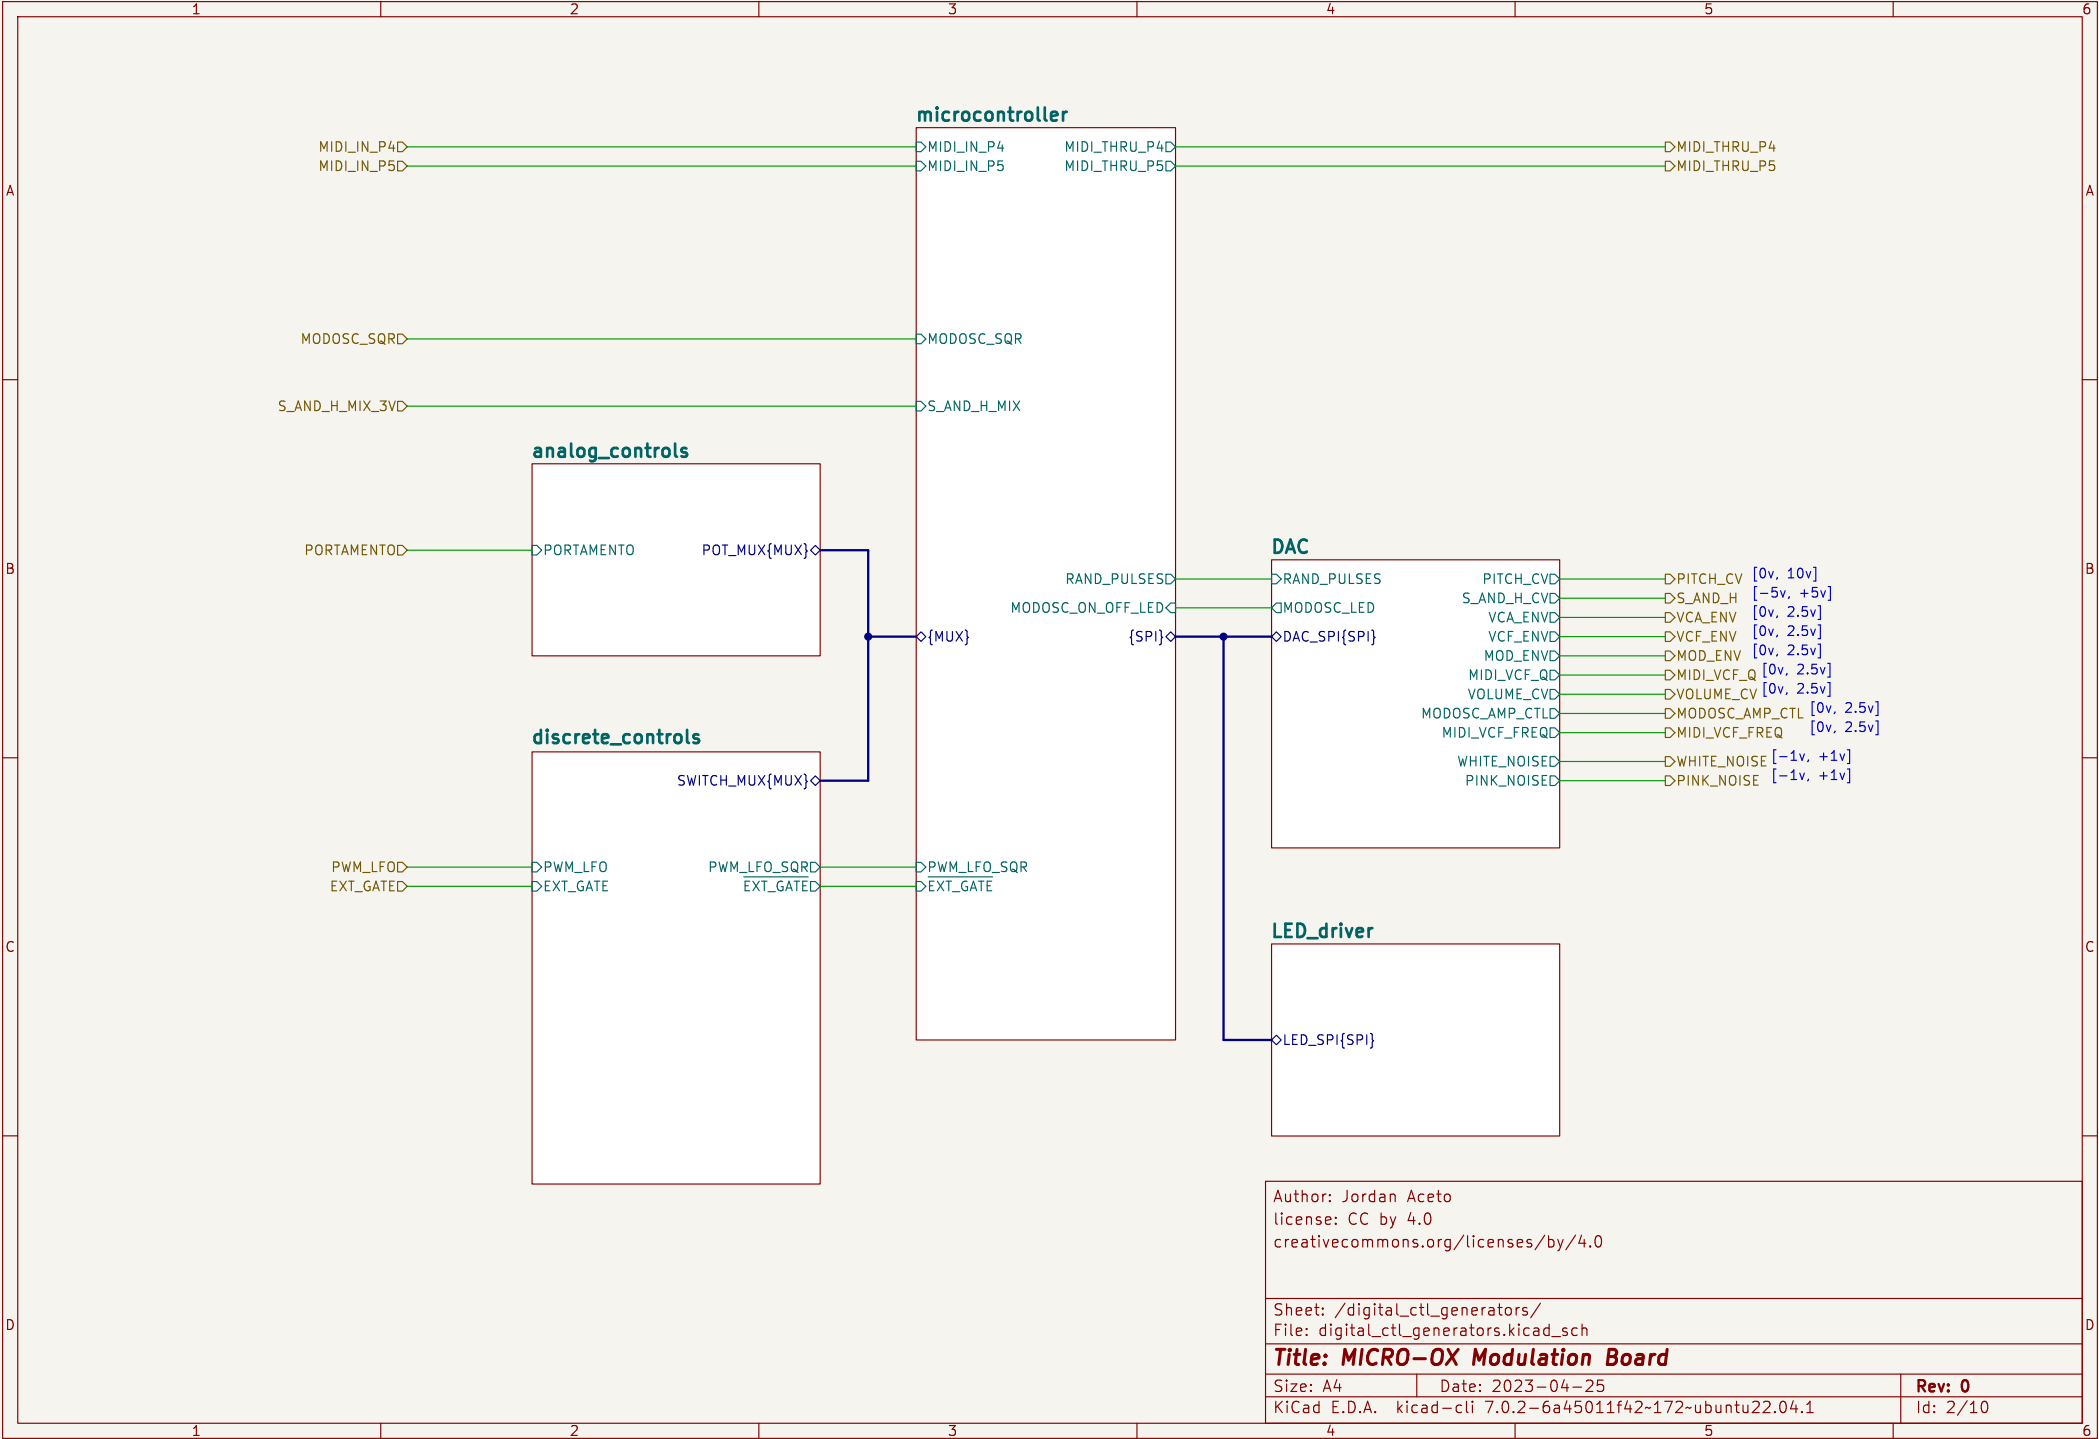 1 2 3 4 5 6
microcontroller
MIDI_IN_P4 MIDI_IN_P4 MIDI_THRU_P4 MIDI_THRU_P4
MIDI_IN_P5 MIDI_IN_P5 MIDI_THRU_P5 MIDI_THRU_P5
A A
MODOSC_SQR MODOSC_SQR
S_AND_H_MIX_3V S_AND_H_MIX
analog_controls
PORTAMENTO PORTAMENTO POT_MUX{MUX}
DAC
B B
RAND_PULSES RAND_PULSES PITCH_CV PITCH_CV [0v, 10v]
S_AND_H_CV S_AND_H [-5v, +5v]
MODOSC_ON_OFF_LED MODOSC_LED
VCA_ENV VCA_ENV [0v, 2.5v]
{MUX} {SPI} DAC_SPI{SPI} VCF_ENV VCF_ENV [0v, 2.5v]
MOD_ENV MOD_ENV [0v, 2.5v]
MIDI_VCF_Q MIDI_VCF_Q [0v, 2.5v]
VOLUME_CV VOLUME_CV [0v, 2.5v]
MODOSC_AMP_CTL MODOSC_AMP_CTL [0v, 2.5v]
MIDI_VCF_FREQ MIDI_VCF_FREQ [0v, 2.5v]
discrete_controls
WHITE_NOISE WHITE_NOISE [-1v, +1v]
SWITCH_MUX{MUX} PINK_NOISE PINK_NOISE [-1v, +1v]
PWM_LFO PWM_LFO PWM_LFO_SQR PWM_LFO_SQR
EXT_GATE EXT_GATE EXT_GATE EXT_GATE
LED_driver
C C
LED_SPI{SPI}
Author: Jordan Aceto
license: CC by 4.0
creativecommons.org/licenses/by/4.0
Sheet: /digital_ctl_generators/
D D
File: digital_ctl_generators.kicad_sch
Title: MICRO-OX Modulation Board
Size: A4 Date: 2023-04-25 Rev: 0
KiCad E.D.A. kicad-cli 7.0.2-6a45011f42~172~ubuntu22.04.1 Id: 2/10
1 2 3 4 5 6